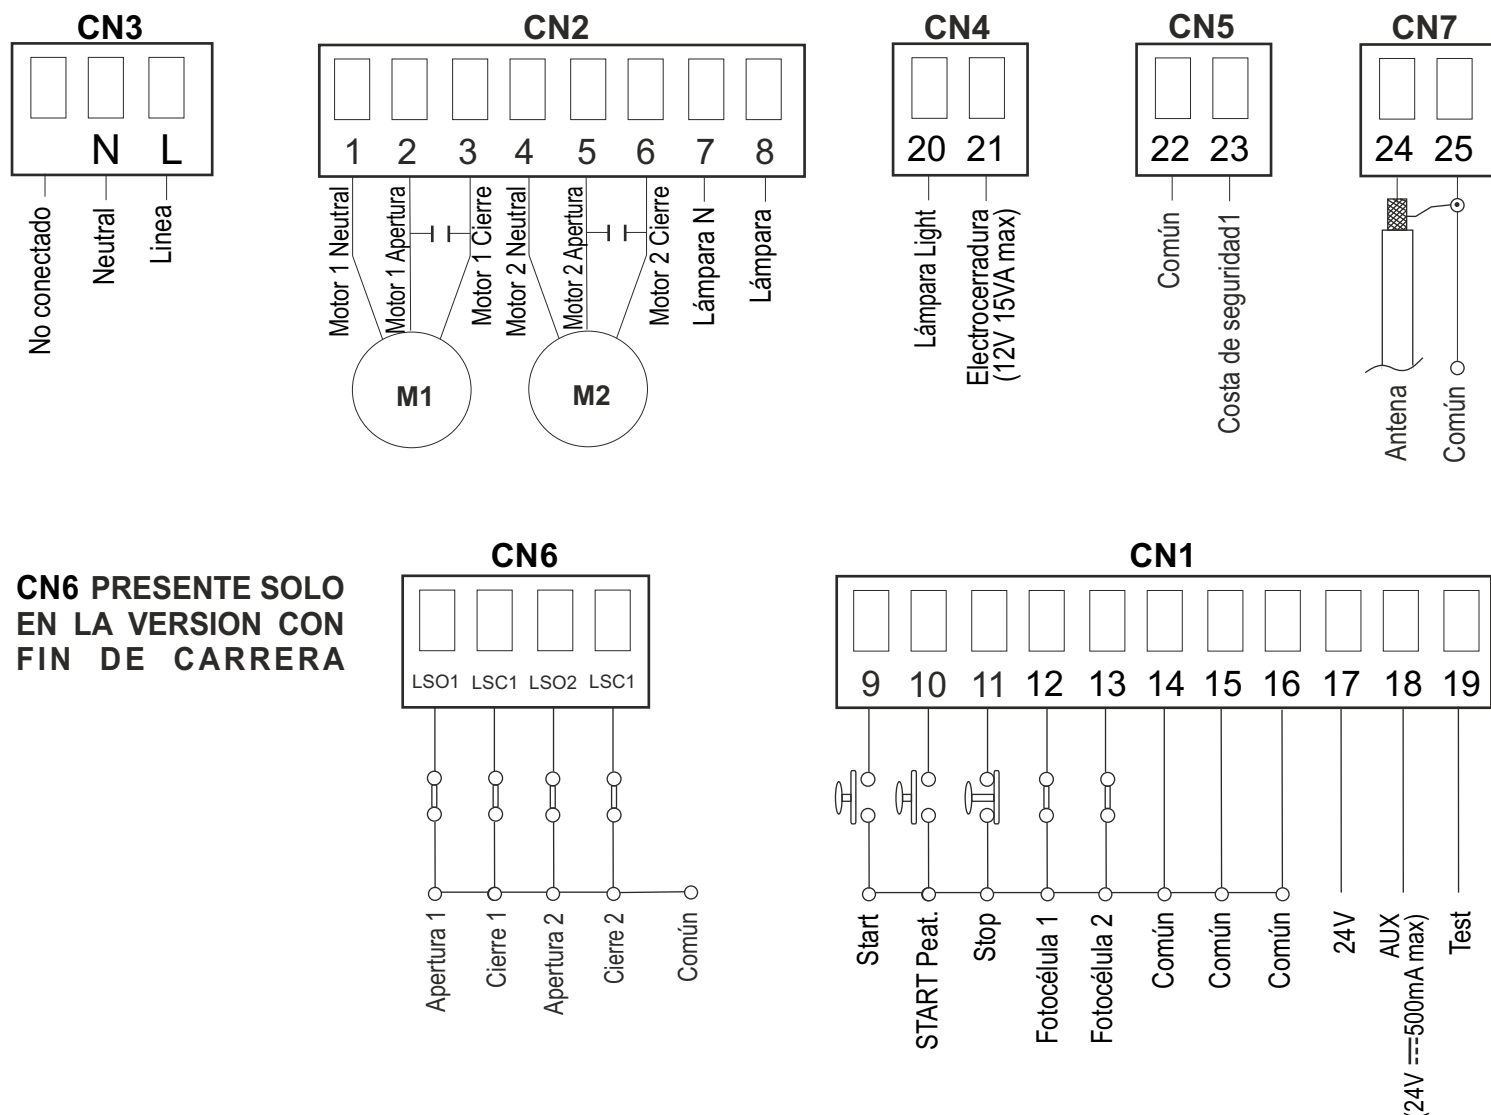 CN3
N L
No conectado
Neutral
Linea
CN2
1 2 3 4 5 6 7 8
Motor 1 Neutral
Motor 1 Apertura
Motor 1 Cierre
Motor 2 Neutral
Motor 2 Apertura
Motor 2 Cierre
Lámpara N
Lámpara
M1
M2
CN4
20 21
Lámpara Light
Electrocerradura
(12V 15VA max)
CN5
22 23
Común
Costa de seguridad1
CN7
24 25
Antena
Común
CN6 PRESENTE SOLO
EN LA VERSION CON
FIN DE CARRERA
CN6
LSO1 LSC1 LSO2 LSC1
Apertura 1
Cierre 1
Apertura 2
Cierre 2
Común
CN1
9 10 11 12 13 14 15 16 17 18 19
Start
START Peat.
Stop
Fotocélula 1
Fotocélula 2
Común
Común
Común
24V
AUX
(24V ⎓500mA max)
Test